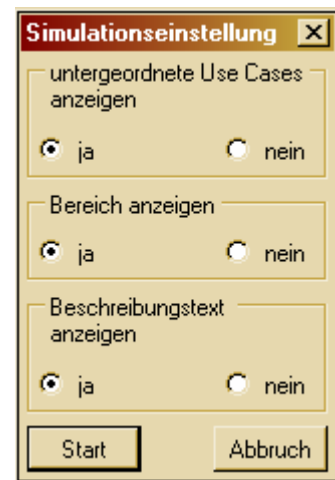 Simulationseinstellung
untergeordnete Use Cases
anzeigen
ja nein
Bereich anzeigen
ja nein
Beschreibungstext
anzeigen
ja nein
Start Abbruch